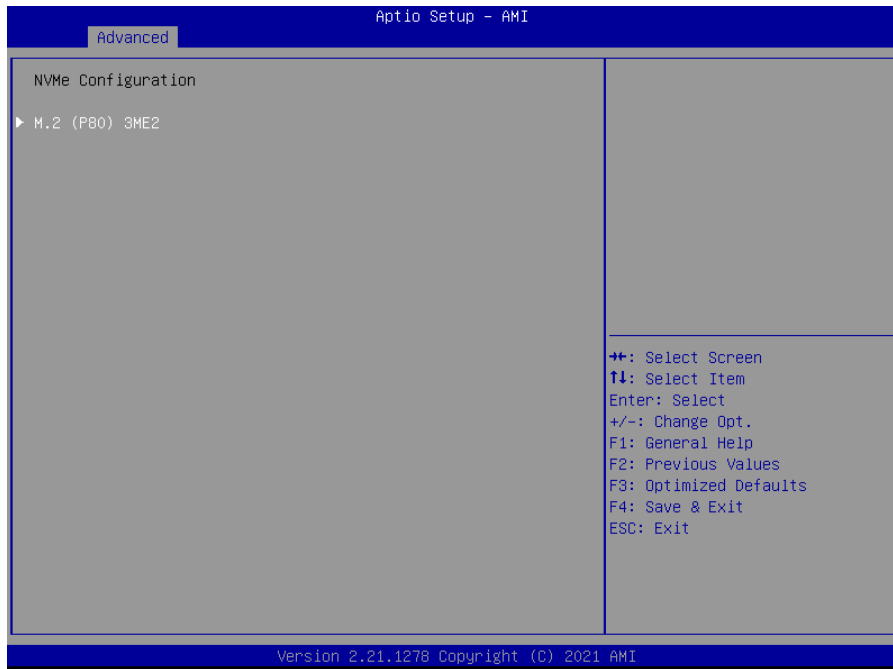 Aptio Setup – AMI
Advanced
NVMe Configuration
▶ M.2 (P80) 3ME2
→←: Select Screen
↑↓: Select Item
Enter: Select
+/-: Change Opt.
F1: General Help
F2: Previous Values
F3: Optimized Defaults
F4: Save & Exit
ESC: Exit
Version 2.21.1278 Copyright (C) 2021 AMI